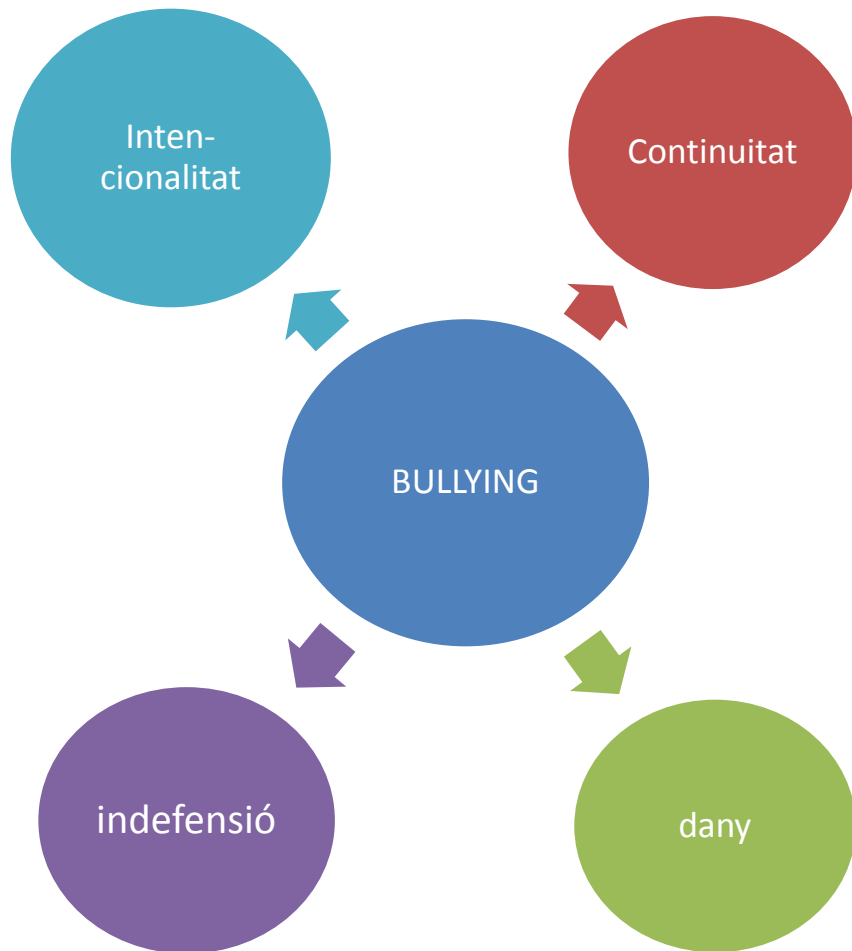 Inten-
cionalitat
Continuitat
BULLYING
indefensió
dany